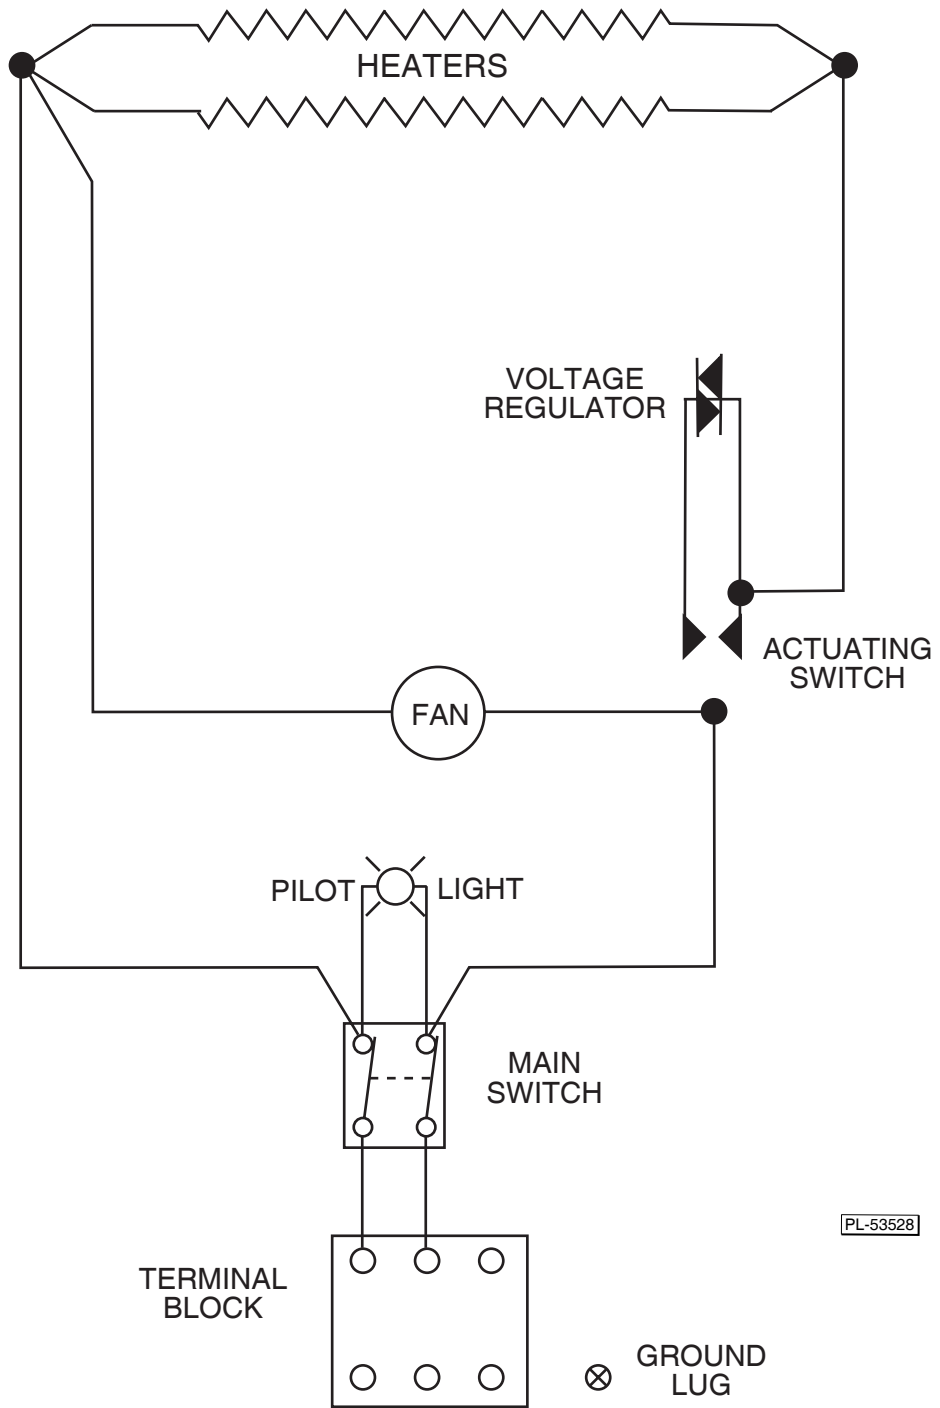 HEATERS
VOLTAGE
REGULATOR
ACTUATING
SWITCH
FAN
PILOT LIGHT
MAIN
SWITCH
PL-53528
TERMINAL
BLOCK
GROUND
LUG